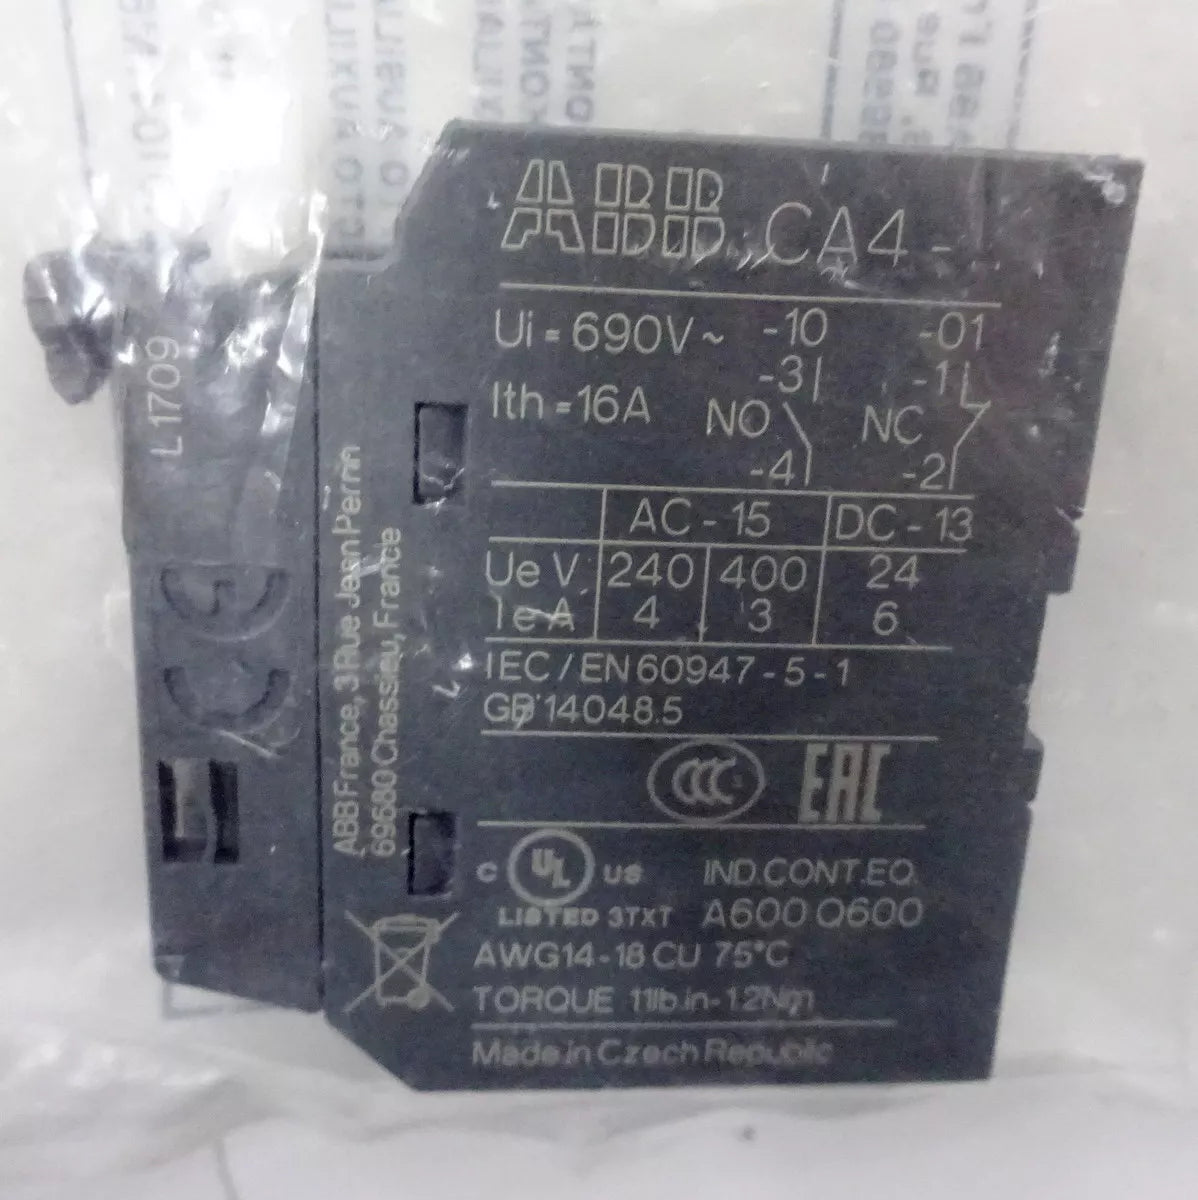 ABB CA4-
Ui = 690V ~ -10 -01
-3 -1
Ith = 16A NO NC
-4 -2
AC - 15 DC - 13
Ue V 240 400 24
Ie A 4 3 6
IEC / EN 60947 - 5 - 1
GB 14048.5
CCC EAC
C UL US IND.CONT.EQ.
LISTED 3TXT A600 Q600
AWG14-18 CU 75°C
TORQUE 11lb.in-1.2Nm
Made in Czech Republic
ABB France, 3 Rue Jean Perrin
69680 Chassieu, France
L1709
CE